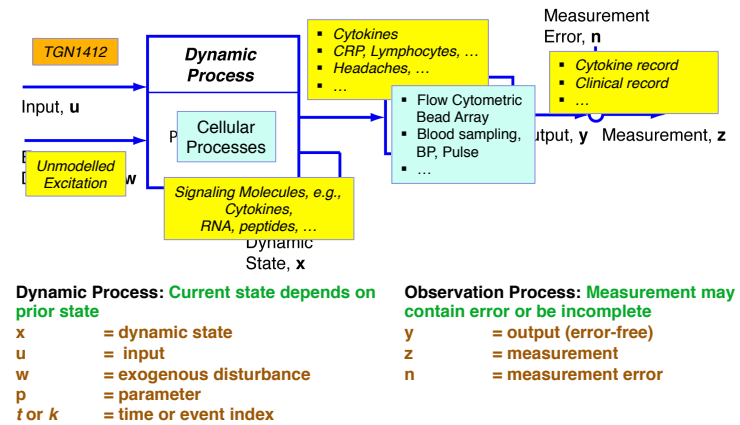 Measurement
Error, n
TGN1412
Dynamic
Process
▪ Cytokines
▪ CRP, Lymphocytes, …
▪ Headaches, …
▪ …
▪ Cytokine record
▪ Clinical record
▪ …
Input, u
▪ Flow Cytometric
Bead Array
▪ Blood sampling,
BP, Pulse
▪ …
Cellular
Processes
utput, y
Measurement, z
Unmodelled
Excitation
w
Signaling Molecules, e.g.,
Cytokines,
RNA, peptides, …
Dynamic
State, x
Dynamic Process: Current state depends on
prior state
x = dynamic state
u = input
w = exogenous disturbance
p = parameter
t or k = time or event index
Observation Process: Measurement may
contain error or be incomplete
y = output (error-free)
z = measurement
n = measurement error